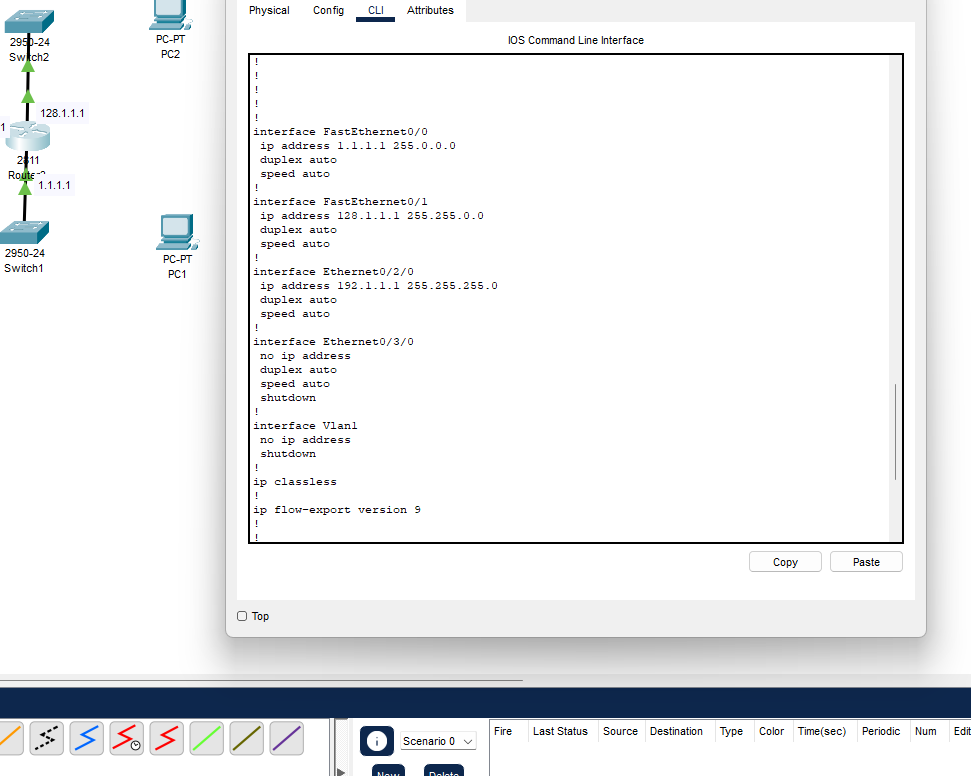 Physical Config CLI Attributes
IOS Command Line Interface
2950-24
Switch2
PC-PT
PC2
128.1.1.1
1
2811
1.1.1.1
2950-24
Switch1
PC-PT
PC1
!
!
!
!
!
interface FastEthernet0/0
ip address 1.1.1.1 255.0.0.0
duplex auto
speed auto
!
interface FastEthernet0/1
ip address 128.1.1.1 255.255.0.0
duplex auto
speed auto
!
interface Ethernet0/2/0
ip address 192.1.1.1 255.255.255.0
duplex auto
speed auto
!
interface Ethernet0/3/0
no ip address
duplex auto
speed auto
shutdown
!
interface Vlan1
no ip address
shutdown
!
ip classless
!
ip flow-export version 9
!
!
Copy Paste
Top
Scenario 0
New Delete
Fire Last Status Source Destination Type Color Time(sec) Periodic Num Edit